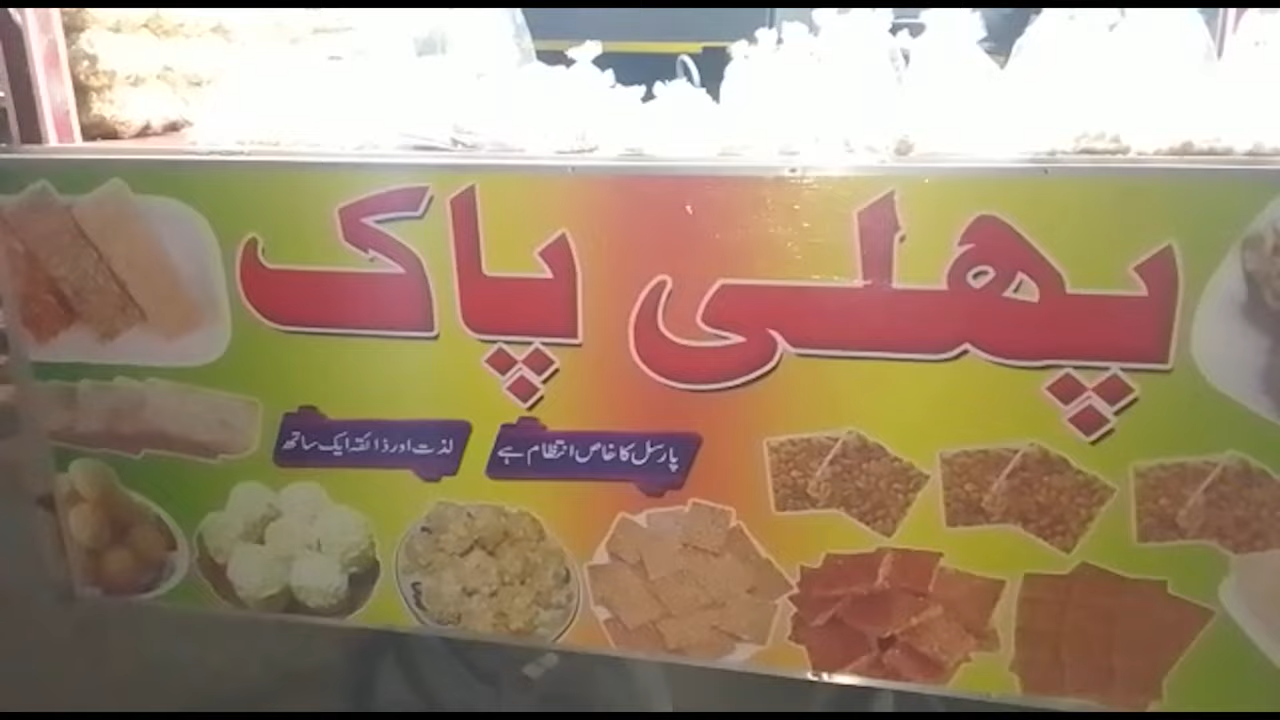 پھلی پاک
پارسل کا خاص انتظام ہے
لذت اور ذائقہ ایک ساتھ